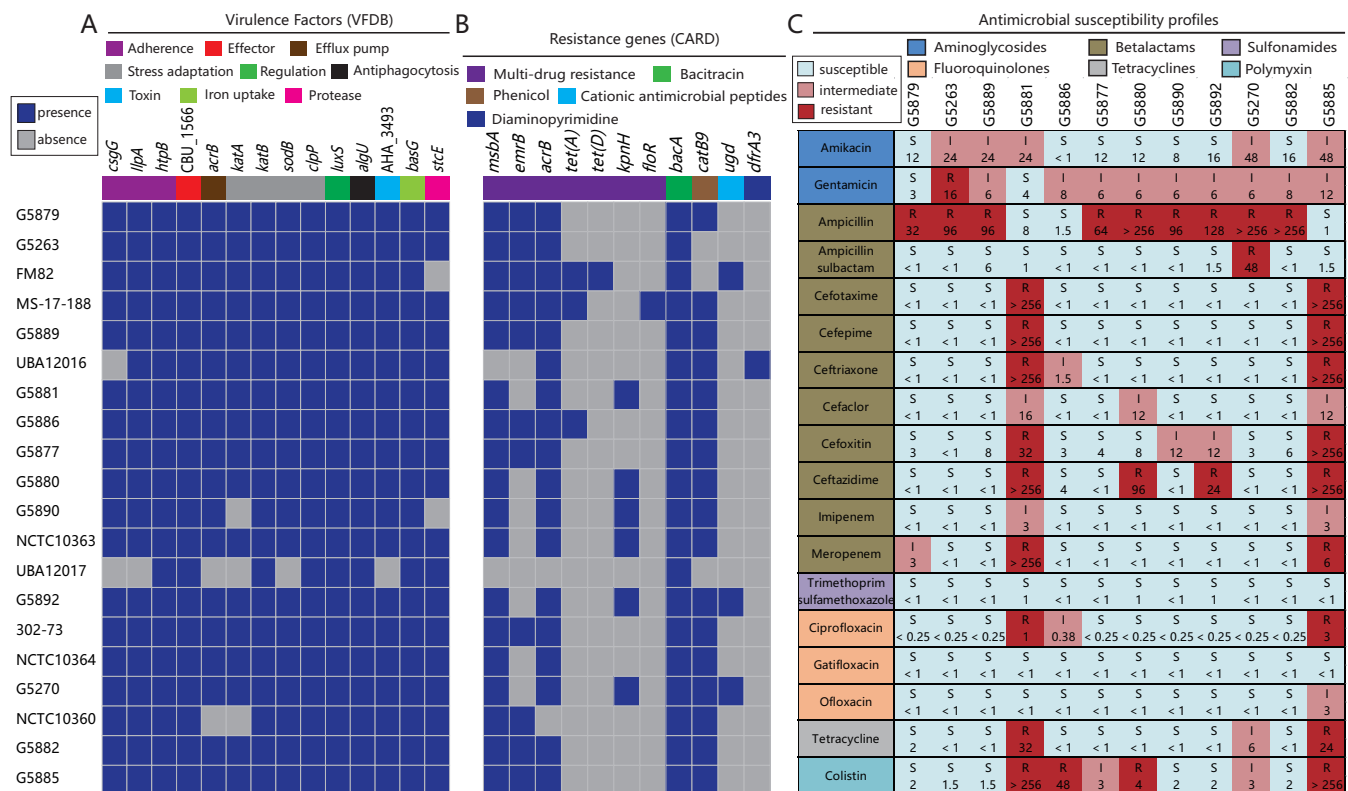 A
Virulence Factors (VFDB)
Adherence
Effector
Efflux pump
Stress adaptation
Regulation
Antiphagocytosis
Toxin
Iron uptake
Protease
presence
absence
csgG
llpA
htpB
CBU_1566
acrB
katA
katB
sodB
clpP
luxS
algU
AHA_3493
basG
stcE
G5879
G5263
FM82
MS-17-188
G5889
UBA12016
G5881
G5886
G5877
G5880
G5890
NCTC10363
UBA12017
G5892
302-73
NCTC10364
G5270
NCTC10360
G5882
G5885
B
Resistance genes (CARD)
Multi-drug resistance
Bacitracin
Phenicol
Cationic antimicrobial peptides
Diaminopyrimidine
msbA
emrB
acrB
tet(A)
tet(D)
kpnH
floR
bacA
catB9
ugd
dfrA3
C
Antimicrobial susceptibility profiles
Aminoglycosides
Betalactams
Sulfonamides
Fluoroquinolones
Tetracyclines
Polymyxin
susceptible
intermediate
resistant
G5879 G5263 G5889 G5881 G5886 G5877 G5880 G5890 G5892 G5270 G5882 G5885
Amikacin
S I I I S S S S S I S I
12 24 24 24 < 1 12 12 8 16 48 16 48
Gentamicin
S R I S I I I I I I I I
3 16 6 4 8 6 6 6 6 6 8 12
Ampicillin
R R R S S R R R R R R S
32 96 96 8 1.5 64 > 256 96 128 > 256 > 256 1
Ampicillin
sulbactam
S S S S S S S S S R S S
< 1 < 1 6 1 < 1 < 1 < 1 < 1 1.5 48 < 1 1.5
Cefotaxime
S S S R S S S S S S S R
< 1 < 1 < 1 > 256 < 1 < 1 < 1 < 1 < 1 < 1 < 1 > 256
Cefepime
S S S R S S S S S S S R
< 1 < 1 < 1 > 256 < 1 < 1 < 1 < 1 < 1 < 1 < 1 > 256
Ceftriaxone
S S S R I S S S S S S R
< 1 < 1 < 1 > 256 1.5 < 1 < 1 < 1 < 1 < 1 < 1 > 256
Cefaclor
S S S I S S I S S S S I
< 1 < 1 < 1 16 < 1 < 1 12 < 1 < 1 < 1 < 1 12
Cefoxitin
S S S R S S S I I S S R
3 < 1 8 32 3 4 8 12 12 3 6 > 256
Ceftazidime
S S S R S S R S R S S R
< 1 < 1 < 1 > 256 4 < 1 96 < 1 24 < 1 < 1 > 256
Imipenem
S S S I S S S S S S S I
< 1 < 1 < 1 3 < 1 < 1 < 1 < 1 < 1 < 1 < 1 3
Meropenem
I S S R S S S S S S S R
3 < 1 < 1 > 256 < 1 < 1 < 1 < 1 < 1 < 1 < 1 6
Trimethoprim
sulfamethoxazole
S S S S S S S S S S S S
< 1 < 1 < 1 1 < 1 < 1 1 < 1 1 < 1 < 1 < 1
Ciprofloxacin
S S S R I S S S S S S R
< 0.25 < 0.25 < 0.25 1 0.38 < 0.25 < 0.25 < 0.25 < 0.25 < 0.25 < 0.25 3
Gatifloxacin
S S S S S S S S S S S S
< 1 < 1 < 1 < 1 < 1 < 1 < 1 < 1 < 1 < 1 < 1 < 1
Ofloxacin
S S S S S S S S S S S I
< 1 < 1 < 1 < 1 < 1 < 1 < 1 < 1 < 1 < 1 < 1 3
Tetracycline
S S S R S S S S S I S R
2 < 1 < 1 32 < 1 < 1 < 1 < 1 < 1 6 < 1 24
Colistin
S S S R R I R S S I S R
2 1.5 1.5 > 256 48 3 4 2 2 3 2 > 256